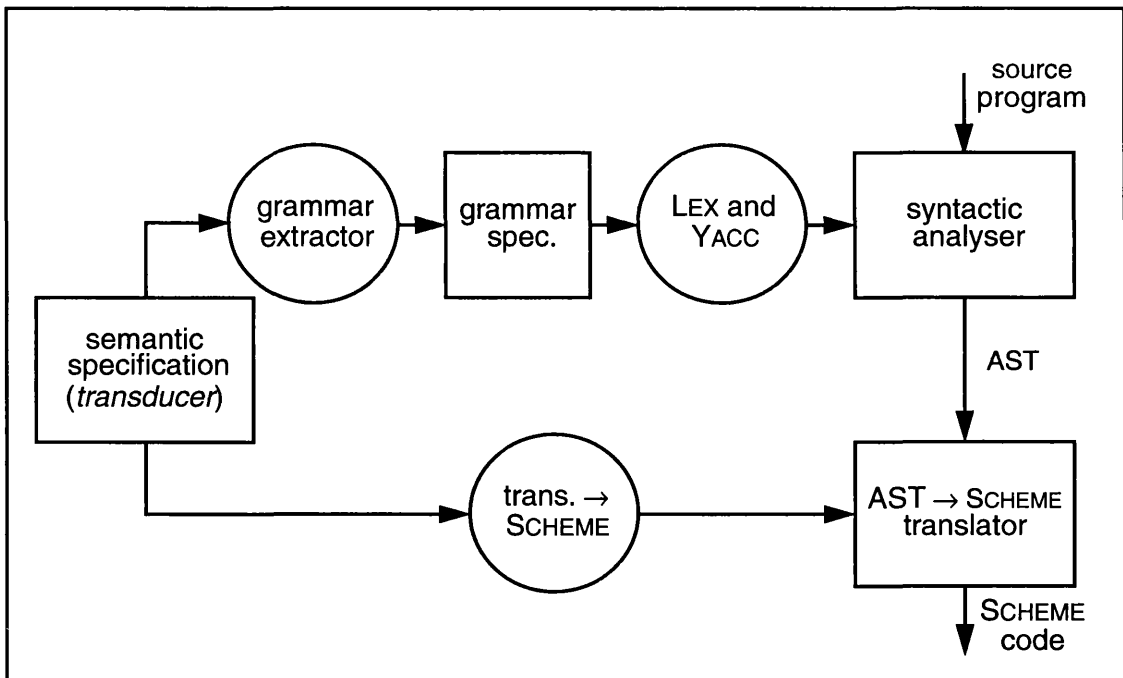 source
program
grammar
extractor
grammar
spec.
LEX and
YACC
syntactic
analyser
semantic
specification
(transducer)
AST
trans. →
SCHEME
AST → SCHEME
translator
SCHEME
code